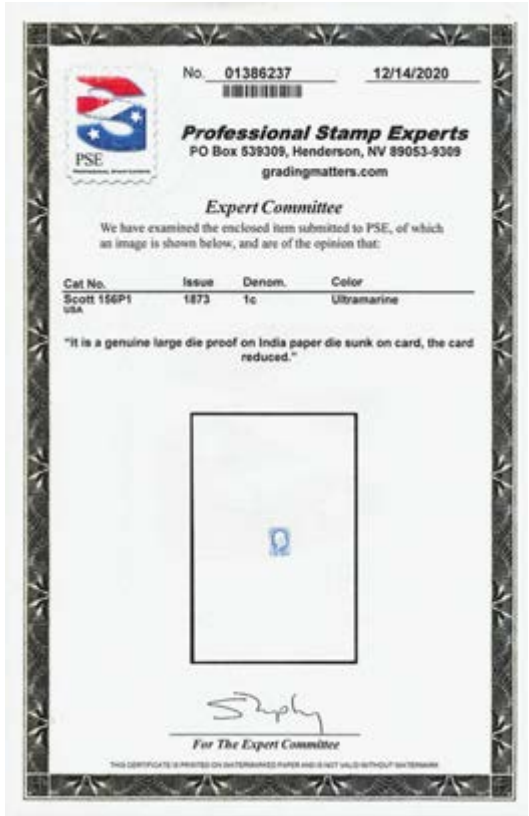 No. 01386237 12/14/2020
PSE
Professional Stamp Experts
PO Box 539309, Henderson, NV 89053-9309
gradingmatters.com
Expert Committee
We have examined the enclosed item submitted to PSE, of which
an image is shown below, and are of the opinion that:
Cat No. Issue Denom. Color
Scott 156P1 1873 1c Ultramarine
USA
"It is a genuine large die proof on India paper die sunk on card, the card
reduced."
For The Expert Committee
THIS CERTIFICATE IS PRINTED ON WATERMARKED PAPER AND IS NOT VALID WITHOUT WATERMARK